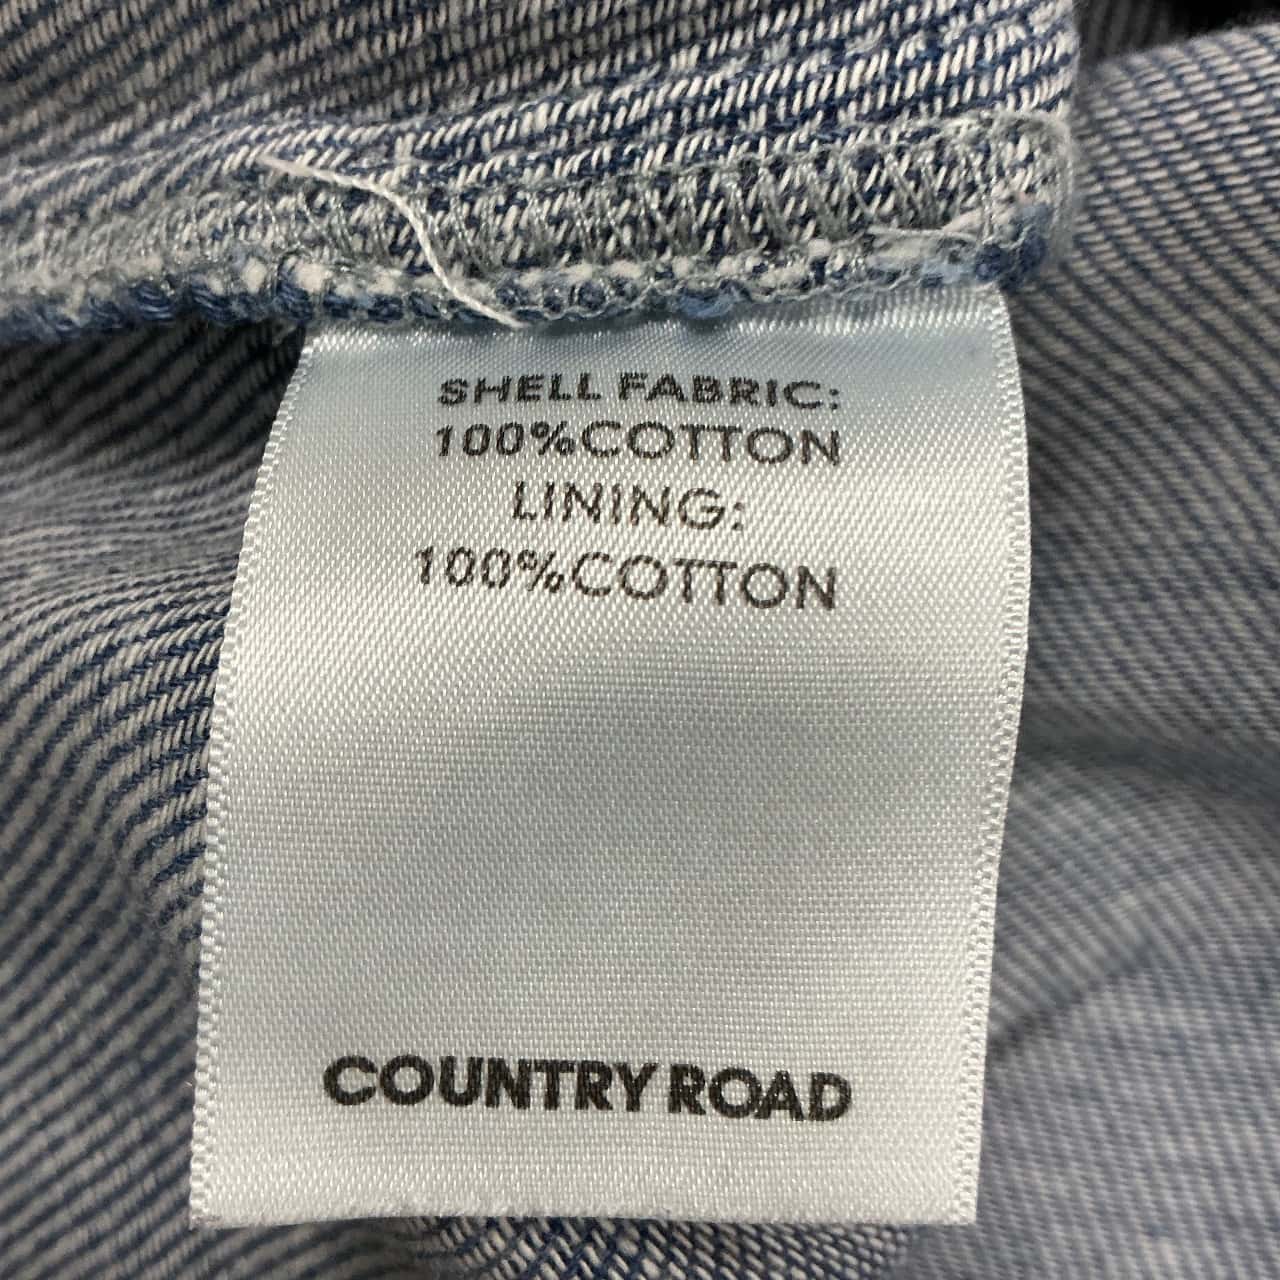 SHELL FABRIC:
100%COTTON
LINING:
100%COTTON
COUNTRY ROAD